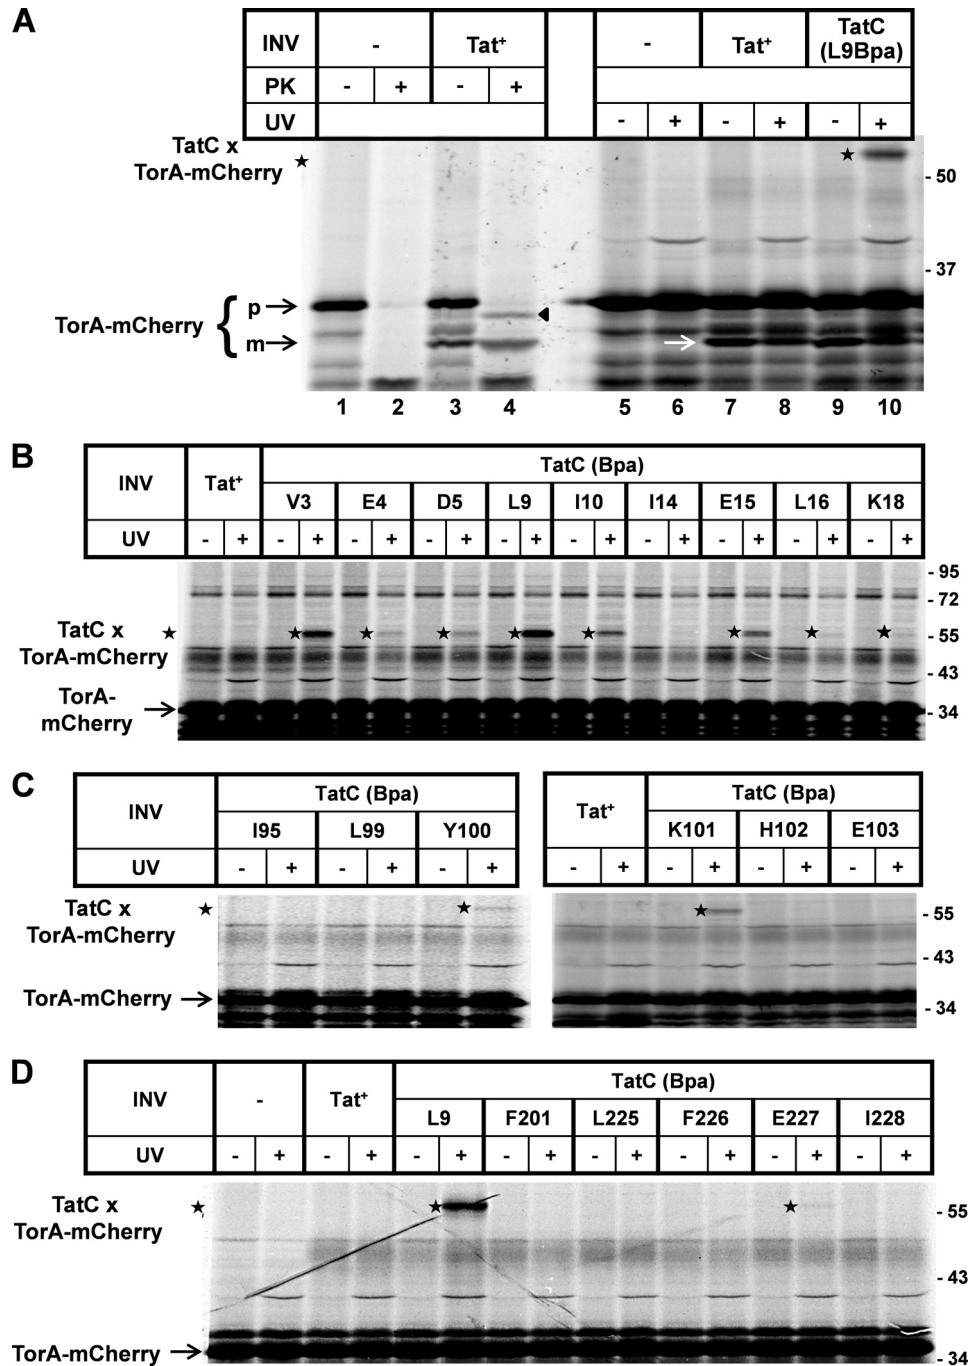 A
INV - Tat+ - Tat+ TatC (L9Bpa)
PK - + - +
UV - + - + - +
TatC x
TorA-mCherry ★
★
- 50
- 37
TorA-mCherry { p
m
1 2 3 4 5 6 7 8 9 10
B
INV Tat+ TatC (Bpa)
V3 E4 D5 L9 I10 I14 E15 L16 K18
UV - + - + - + - + - + - + - + - + - + - +
- 95
- 72
TatC x ★ ★ ★ ★ ★ ★ ★ ★ ★ - 55
TorA-mCherry
- 43
TorA-
mCherry
- 34
C
INV TatC (Bpa)
I95 L99 Y100
UV - + - + - +
Tat+ TatC (Bpa)
K101 H102 E103
- + - + - + - +
TatC x ★ ★ ★ - 55
TorA-mCherry
- 43
TorA-mCherry
- 34
D
INV - Tat+ TatC (Bpa)
L9 F201 L225 F226 E227 I228
UV - + - + - + - + - + - + - + - +
TatC x ★ ★ ★ - 55
TorA-mCherry
- 43
TorA-mCherry - 34